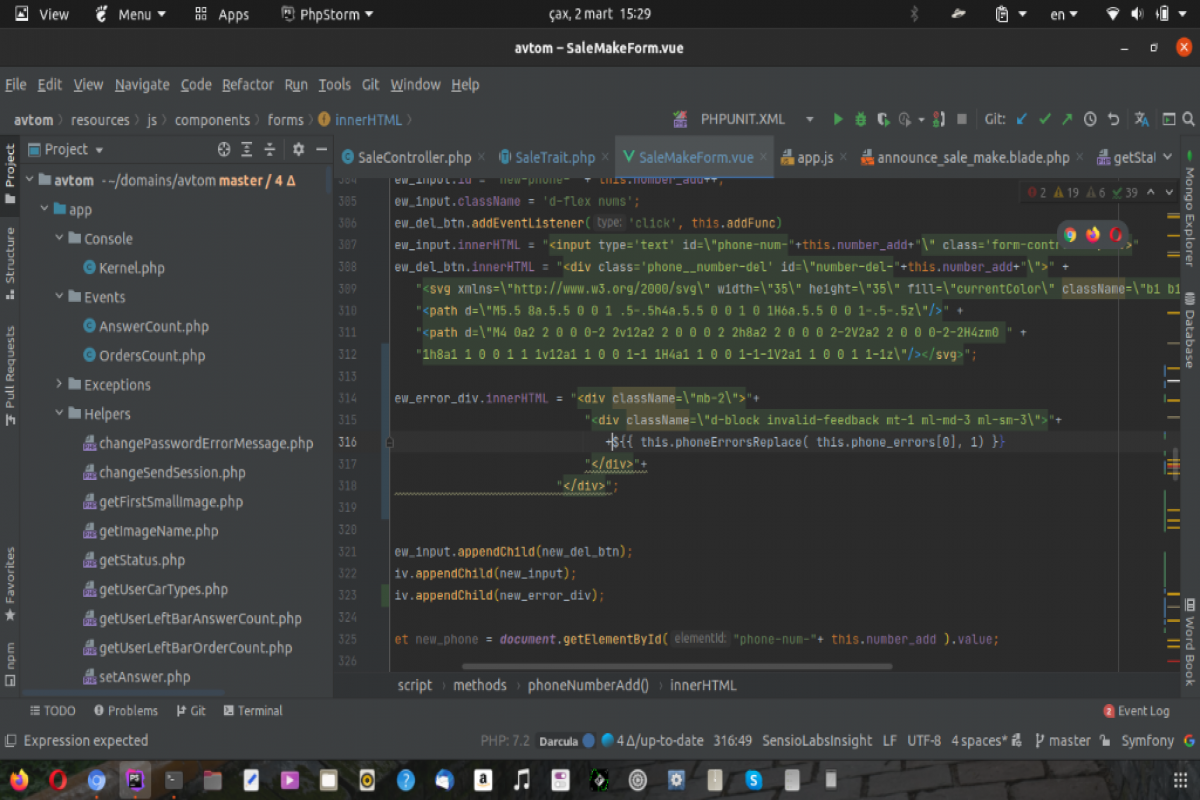 View Menu Apps PhpStorm çax, 2 mart 15:29 en
avtom – SaleMakeForm.vue
File Edit View Navigate Code Refactor Run Tools Git Window Help
avtom resources js components forms innerHTML PHPUNIT.XML Git:
Project SaleController.php SaleTrait.php SaleMakeForm.vue app.js announce_sale_make.blade.php getStat
Project
Structure
Pull Requests
Favorites
npm
avtom ~/domains/avtom master / 4 Δ
app
Console
Kernel.php
Events
AnswerCount.php
OrdersCount.php
Exceptions
Helpers
changePasswordErrorMessage.php
changeSendSession.php
getFirstSmallImage.php
getImageName.php
getStatus.php
getUserCarTypes.php
getUserLeftBarAnswerCount.php
getUserLeftBarOrderCount.php
setAnswer.php
2 19 6 39
304 ew_input.id = 'new-phone-' + this.number_add++;
305 ew_input.className = 'd-flex nums';
306 ew_del_btn.addEventListener( type: 'click', this.addFunc)
307 ew_input.innerHTML = "<input type='text' id=\"phone-num-"+this.number_add+"\" class='form-cont
308 ew_del_btn.innerHTML = "<div class='phone__number-del' id=\"number-del-"+this.number_add+"\">" +
309 "<svg xmlns=\"http://www.w3.org/2000/svg\" width=\"35\" height=\"35\" fill=\"currentColor\" className=\"bi bi
310 "<path d=\"M5.5 8a.5.5 0 0 1 .5-.5h4a.5.5 0 0 1 0 1H6a.5.5 0 0 1-.5-.5z\"/>" +
311 "<path d=\"M4 0a2 2 0 0 0-2 2v12a2 2 0 0 0 2 2h8a2 2 0 0 0 2-2V2a2 2 0 0 0-2-2H4zm0 " +
312 "1h8a1 1 0 0 1 1 1v12a1 1 0 0 1-1 1H4a1 1 0 0 1-1-1V2a1 1 0 0 1 1-1z\"/></svg>";
313
314 ew_error_div.innerHTML = "<div className=\"mb-2\">"+
315 "<div className=\"d-block invalid-feedback mt-1 ml-md-3 ml-sm-3\">"+
316 +${{ this.phoneErrorsReplace( this.phone_errors[0], 1) }}
317 "</div>"+
318 "</div>";
319
320
321 ew_input.appendChild(new_del_btn);
322 iv.appendChild(new_input);
323 iv.appendChild(new_error_div);
324
325 et new_phone = document.getElementById( elementId: "phone-num-"+ this.number_add ).value;
326
Mongo Explorer
Database
Word Book
script methods phoneNumberAdd() innerHTML
TODO Problems Git Terminal 2 Event Log
Expression expected PHP: 7.2 Darcula 4 Δ/up-to-date 316:49 SensioLabsInsight LF UTF-8 4 spaces* master Symfony